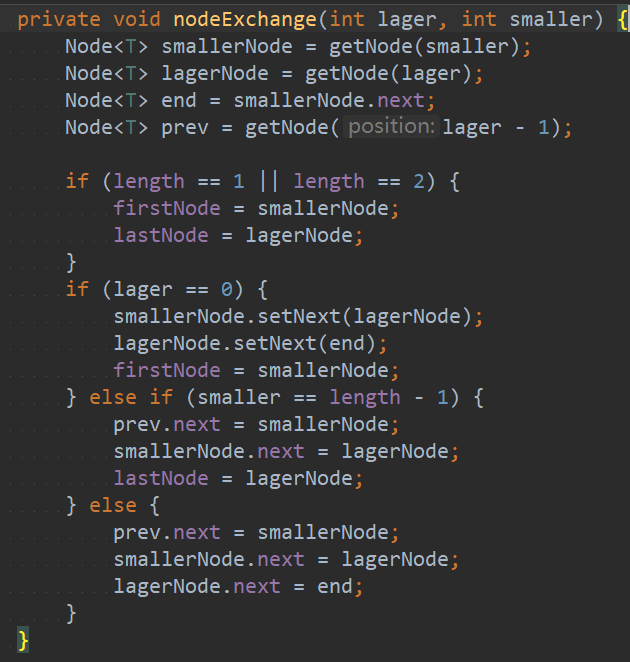 private void nodeExchange(int lager, int smaller) {
    Node<T> smallerNode = getNode(smaller);
    Node<T> lagerNode = getNode(lager);
    Node<T> end = smallerNode.next;
    Node<T> prev = getNode( position: lager - 1);

    if (length == 1 || length == 2) {
        firstNode = smallerNode;
        lastNode = lagerNode;
    }
    if (lager == 0) {
        smallerNode.setNext(lagerNode);
        lagerNode.setNext(end);
        firstNode = smallerNode;
    } else if (smaller == length - 1) {
        prev.next = smallerNode;
        smallerNode.next = lagerNode;
        lastNode = lagerNode;
    } else {
        prev.next = smallerNode;
        smallerNode.next = lagerNode;
        lagerNode.next = end;
    }
}